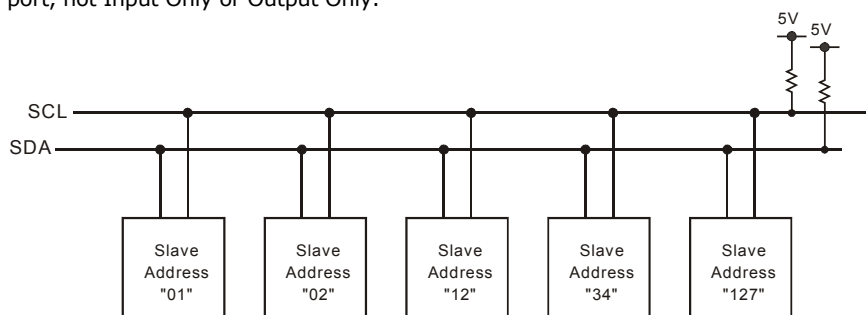 port, not Input Only or Output Only.
5V
5V
SCL
SDA
Slave
Address
"01"
Slave
Address
"02"
Slave
Address
"12"
Slave
Address
"34"
Slave
Address
"127"